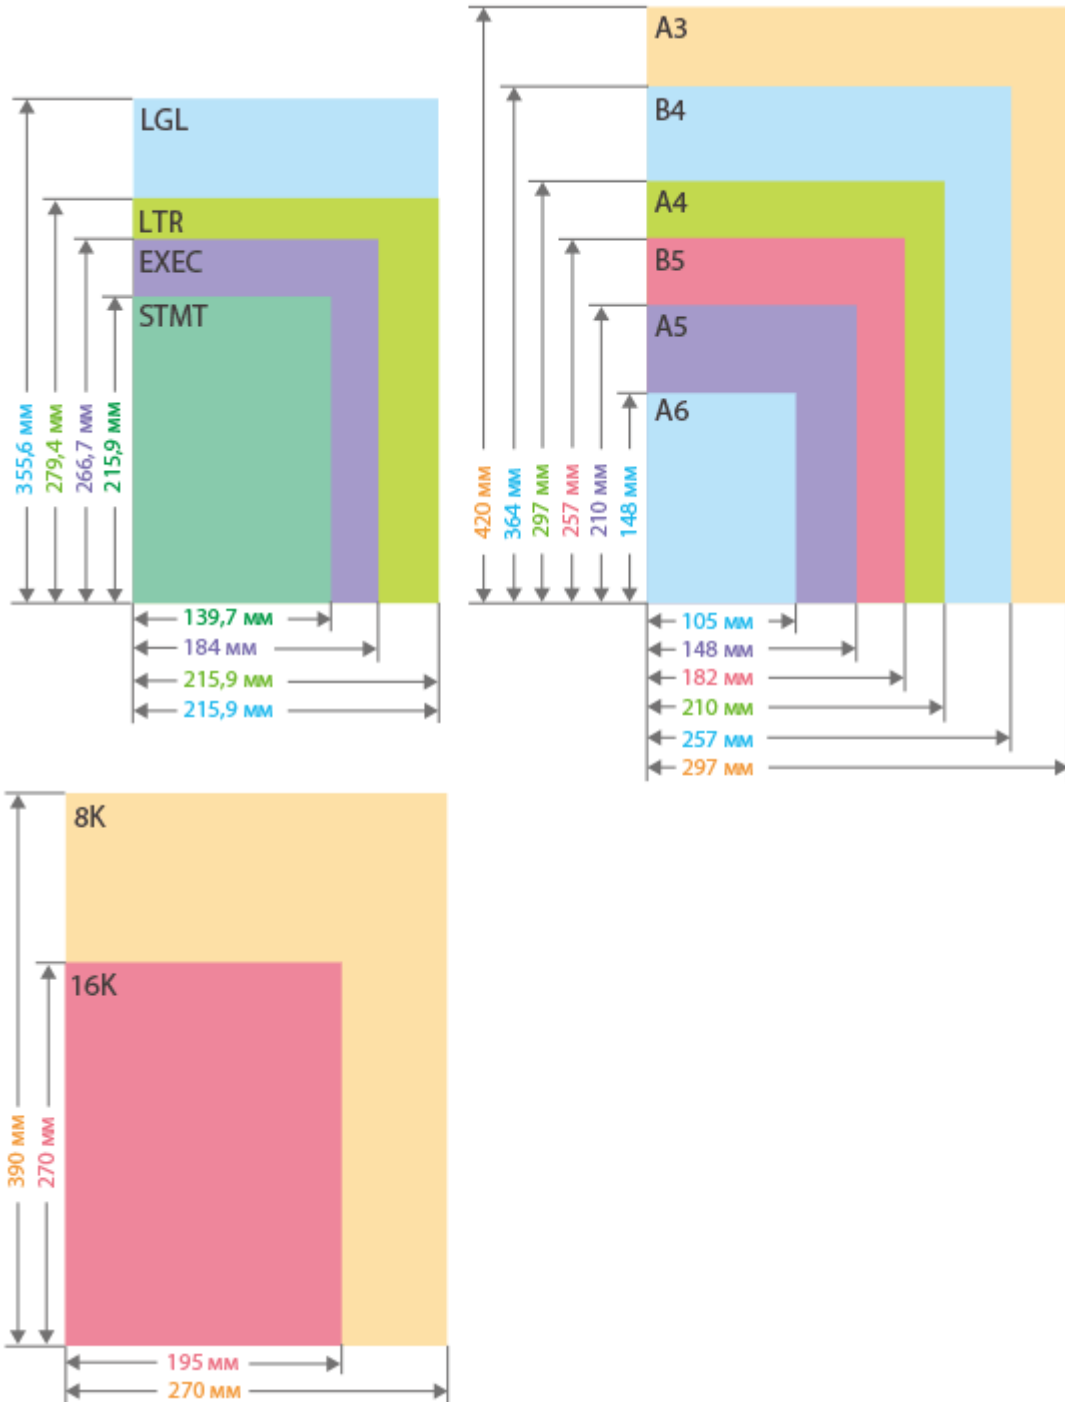 LGL
LTR
EXEC
STMT
355,6 мм
279,4 мм
266,7 мм
215,9 мм
139,7 мм
184 мм
215,9 мм
215,9 мм
A3
B4
A4
B5
A5
A6
420 мм
364 мм
297 мм
257 мм
210 мм
148 мм
105 мм
148 мм
182 мм
210 мм
257 мм
297 мм
8K
16K
390 мм
270 мм
195 мм
270 мм